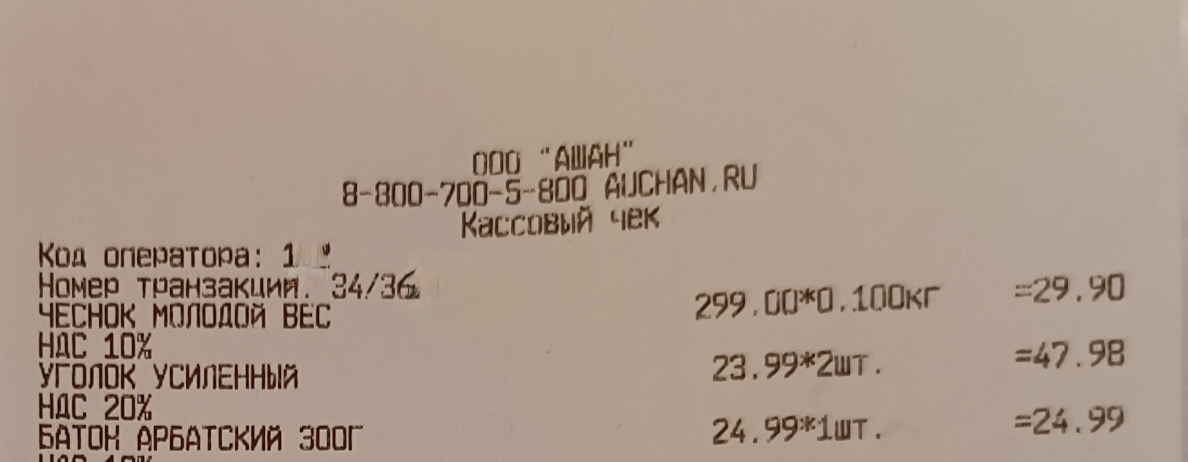 ООО "АШАН"
8-800-700-5-800 AUCHAN.RU
Кассовый чек
Код оператора: 1
Номер транзакции. 34/36
ЧЕСНОК МОЛОДОЙ ВЕС 299.00*0.100кг =29.90
НДС 10%
УГОЛОК УСИЛЕННЫЙ 23.99*2шт. =47.98
НДС 20%
БАТОН АРБАТСКИЙ 300Г 24.99*1шт. =24.99